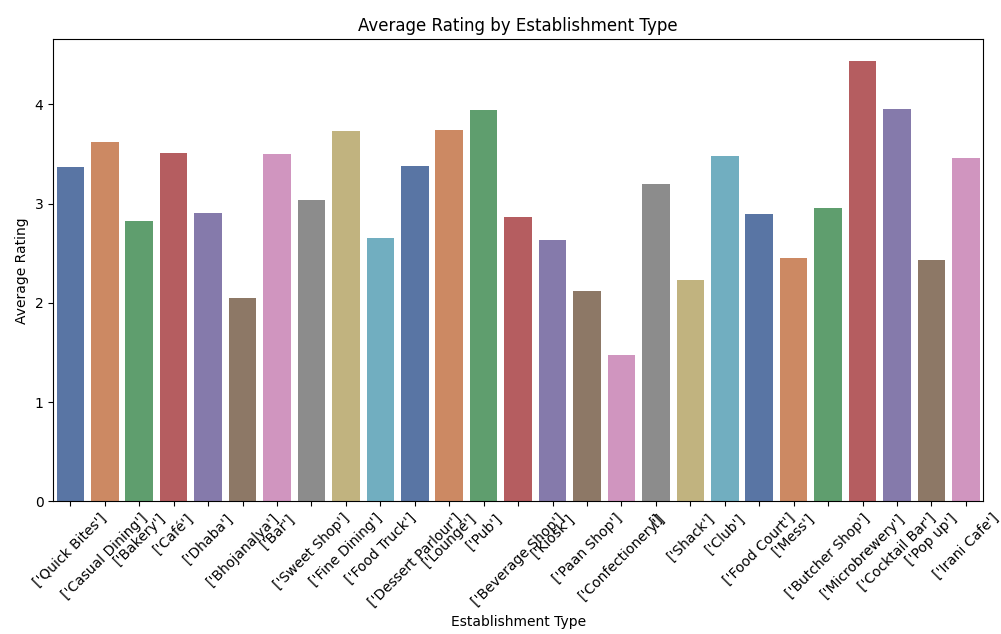 Average Rating by Establishment Type
Average Rating
4
3
2
1
0
['Quick Bites']
['Casual Dining']
['Bakery']
['Café']
['Dhaba']
['Bhojanalya']
['Bar']
['Sweet Shop']
['Fine Dining']
['Food Truck']
['Dessert Parlour']
['Lounge']
['Pub']
['Beverage Shop']
['Kiosk']
['Paan Shop']
['Confectionery']
['Shack']
['Club']
['Food Court']
['Mess']
['Butcher Shop']
['Microbrewery']
['Cocktail Bar']
['Pop up']
['Irani Cafe']
Establishment Type